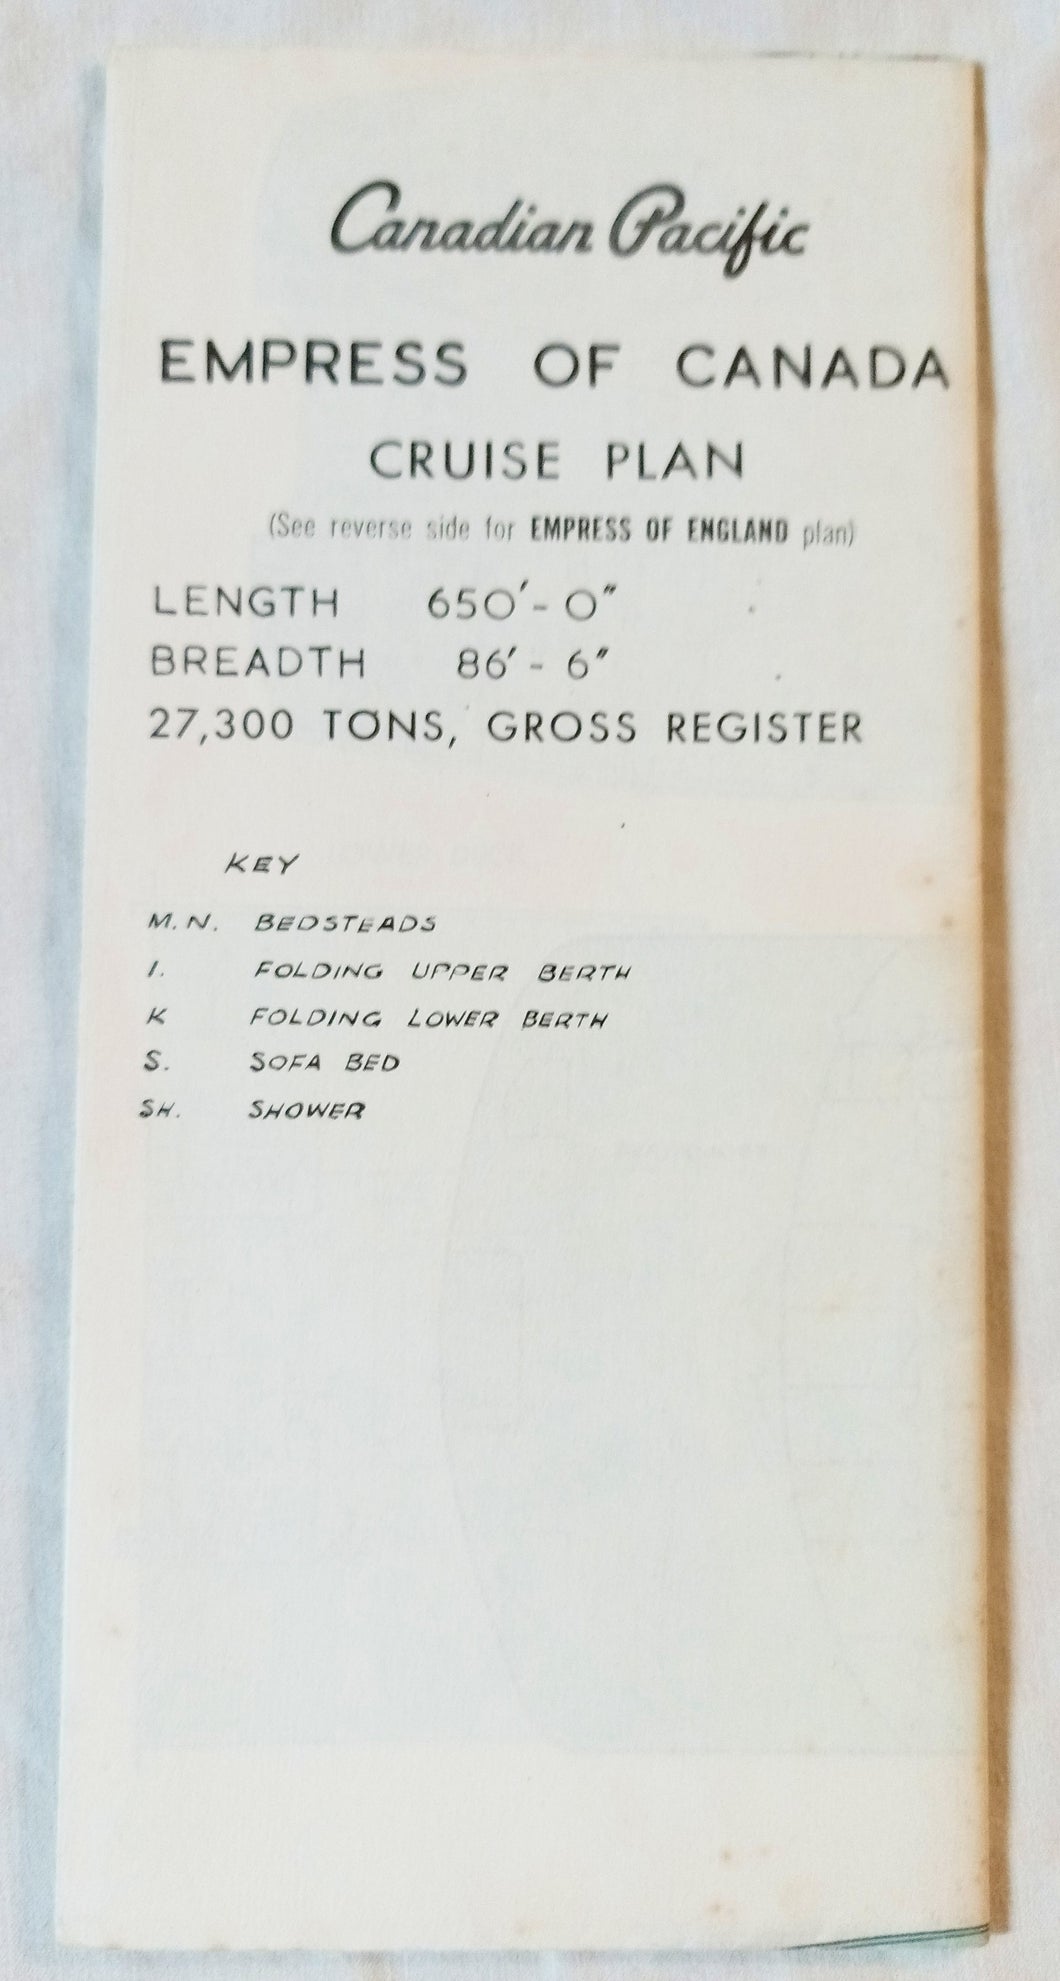 Canadian Pacific
EMPRESS OF CANADA
CRUISE PLAN
(See reverse side for EMPRESS OF ENGLAND plan)
LENGTH 650'-0"
BREADTH 86'-6"
27,300 TONS, GROSS REGISTER
KEY
M.N. BEDSTEADS
I. FOLDING UPPER BERTH
K FOLDING LOWER BERTH
S. SOFA BED
SH. SHOWER